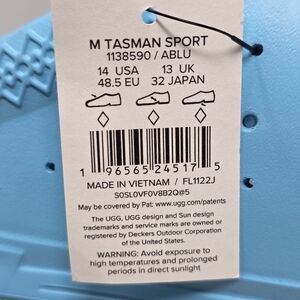 M TASMAN SPORT
1138590 / ABLU
14 USA 13 UK
48.5 EU 32 JAPAN
1 96565 24517 5
MADE IN VIETNAM / FL1122J
S0SL0VF0V8B2Q@5
May be covered by Pat: www.ugg.com/patents
The UGG, UGG design and Sun design
trademarks and service marks are owned or
registered by Deckers Outdoor Corporation
in the United States.
WARNING: Avoid exposure to
high temperatures and prolonged
periods in direct sunlight